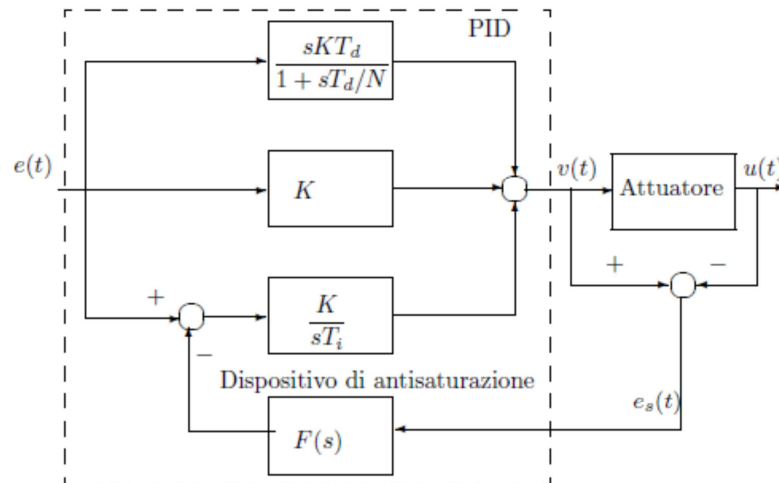 PID
sKT_d
1 + sT_d/N
e(t)
K
v(t)
Attuatore
u(t)
+
−
+
K
sT_i
−
Dispositivo di antisaturazione
e_s(t)
F(s)